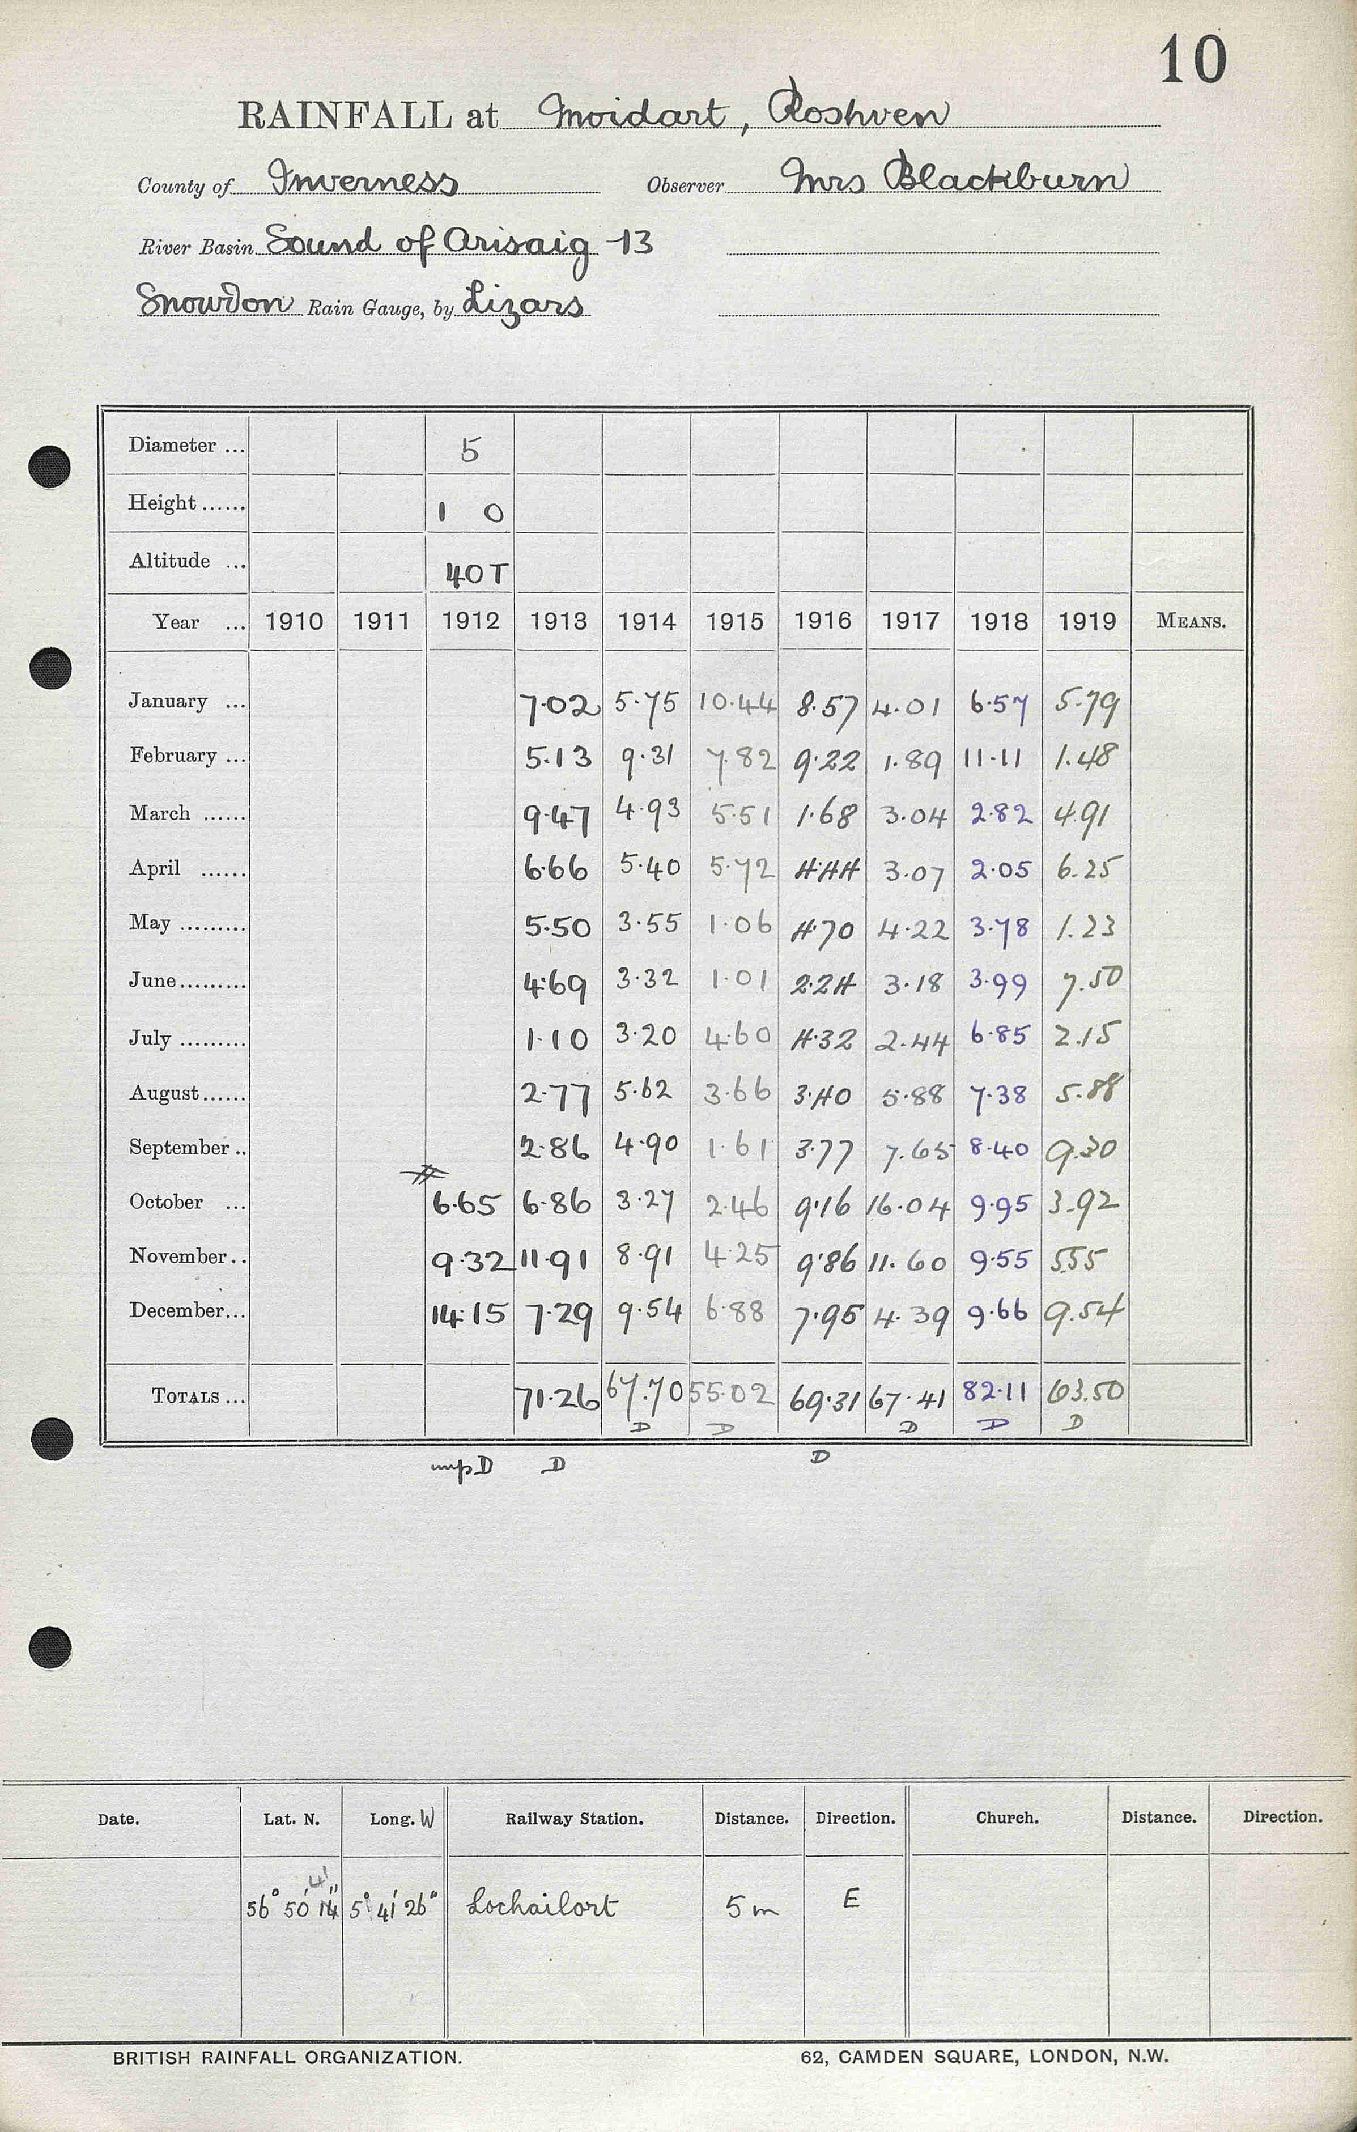 10
RAINFALL at Moidart, Roshven
County of Inverness Observer Mrs Blackburn
River Basin Sound of Arisaig -13
Snowdon Rain Gauge, by Lizars
Diameter ... 5
Height ...... 1 0
Altitude ... 40T
Year ... 1910 1911 1912 1913 1914 1915 1916 1917 1918 1919 MEANS.
January ... 7.02 5.75 10.44 8.57 4.01 6.57 5.79
February ... 5.13 9.31 7.82 9.22 1.89 11.11 1.48
March ...... 9.47 4.93 5.51 1.68 3.04 2.82 4.91
April ...... 6.66 5.40 5.72 4.44 3.07 2.05 6.25
May ......... 5.50 3.55 1.06 4.70 4.22 3.78 1.23
June......... 4.69 3.32 1.01 2.24 3.18 3.99 7.50
July ......... 1.10 3.20 4.60 4.32 2.44 6.85 2.15
August...... 2.77 5.62 3.66 3.40 5.88 7.38 5.88
September .. 2.86 4.90 1.61 3.77 7.65 8.40 9.30
October ... 6.65 6.86 3.27 2.46 9.16 16.04 9.95 3.92
November.. 9.32 11.91 8.91 4.25 9.86 11.60 9.55 5.55
December... 14.15 7.29 9.54 6.88 7.95 4.39 9.66 9.54
TOTALS ... 71.26 67.70 55.02 69.31 67.41 82.11 63.50
D D D D D
D D D
Date. Lat. N. Long. W Railway Station. Distance. Direction. Church. Distance. Direction.
56° 50' 14" 5° 41' 26" Lochailort 5 m E
BRITISH RAINFALL ORGANIZATION. 62, CAMDEN SQUARE, LONDON, N.W.